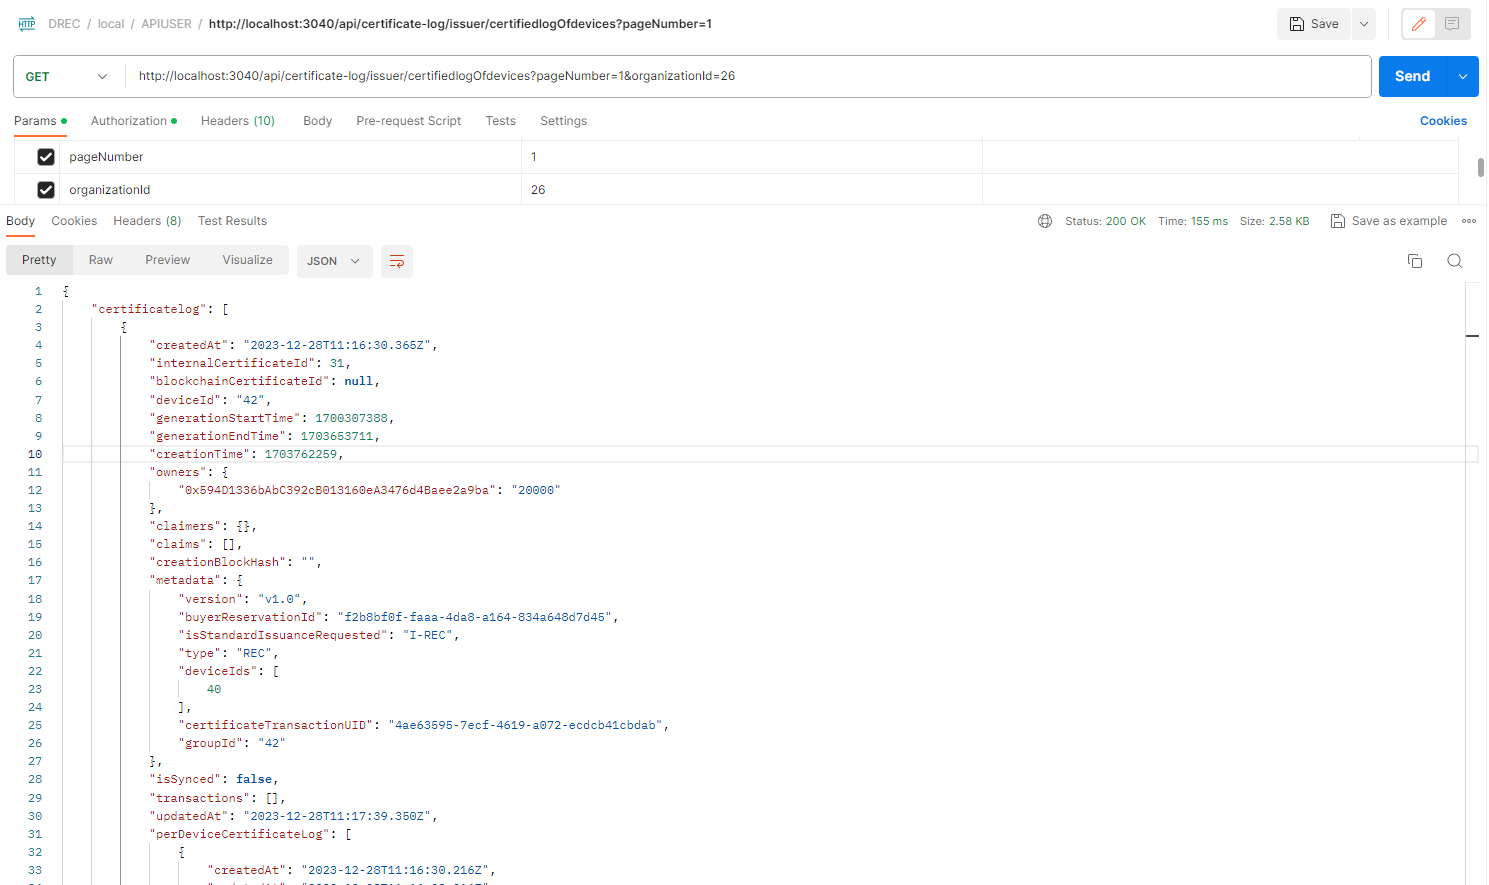 HTTP DREC / local / APIUSER / http://localhost:3040/api/certificate-log/issuer/certifiedlogOfdevices?pageNumber=1 Save
GET http://localhost:3040/api/certificate-log/issuer/certifiedlogOfdevices?pageNumber=1&organizationId=26 Send
Params Authorization Headers (10) Body Pre-request Script Tests Settings Cookies
pageNumber 1
organizationId 26
Body Cookies Headers (8) Test Results Status: 200 OK Time: 155 ms Size: 2.58 KB Save as example
Pretty Raw Preview Visualize JSON
1 {
2 "certificatelog": [
3 {
4 "createdAt": "2023-12-28T11:16:30.365Z",
5 "internalCertificateId": 31,
6 "blockchainCertificateId": null,
7 "deviceId": "42",
8 "generationStartTime": 1700307388,
9 "generationEndTime": 1703653711,
10 "creationTime": 1703762259,
11 "owners": {
12 "0x594D1336bAbC392cB013160eA3476d4Baee2a9ba": "20000"
13 },
14 "claimers": {},
15 "claims": [],
16 "creationBlockHash": "",
17 "metadata": {
18 "version": "v1.0",
19 "buyerReservationId": "f2b8bf0f-faaa-4da8-a164-834a648d7d45",
20 "isStandardIssuanceRequested": "I-REC",
21 "type": "REC",
22 "deviceIds": [
23 40
24 ],
25 "certificateTransactionUID": "4ae63595-7ecf-4619-a072-ecdcb41cbdab",
26 "groupId": "42"
27 },
28 "isSynced": false,
29 "transactions": [],
30 "updatedAt": "2023-12-28T11:17:39.350Z",
31 "perDeviceCertificateLog": [
32 {
33 "createdAt": "2023-12-28T11:16:30.216Z",